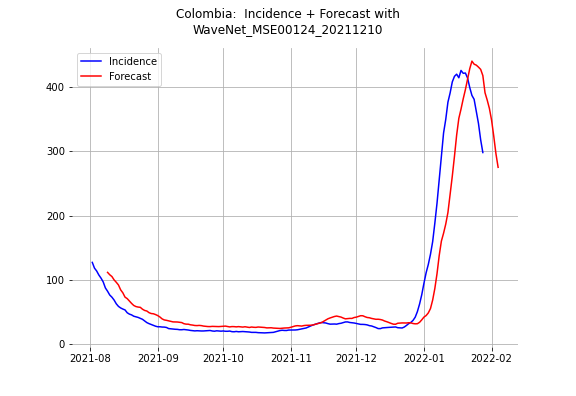 Colombia:  Incidence + Forecast with
WaveNet_MSE00124_20211210
Incidence
Forecast
400
300
200
100
0
2021-08 2021-09 2021-10 2021-11 2021-12 2022-01 2022-02